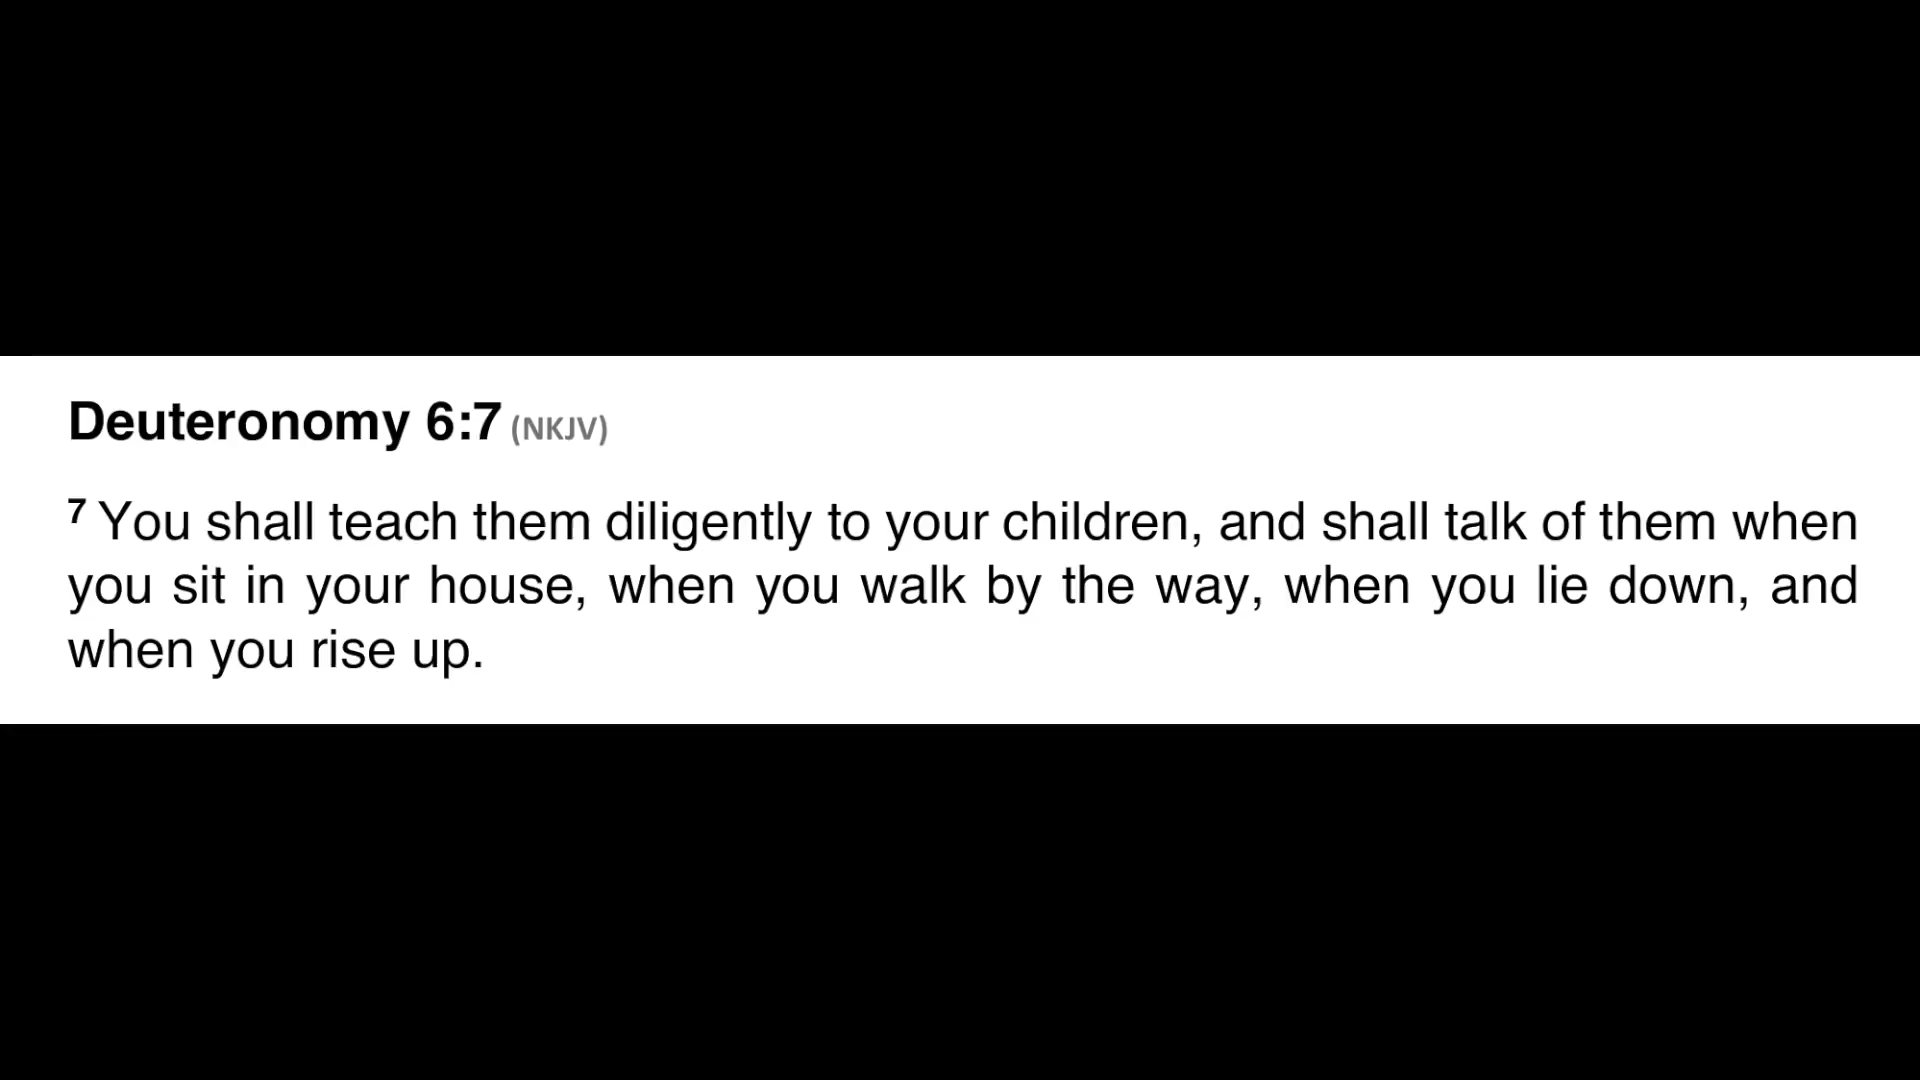 Deuteronomy 6:7 (NKJV)
7 You shall teach them diligently to your children, and shall talk of them when
you sit in your house, when you walk by the way, when you lie down, and
when you rise up.